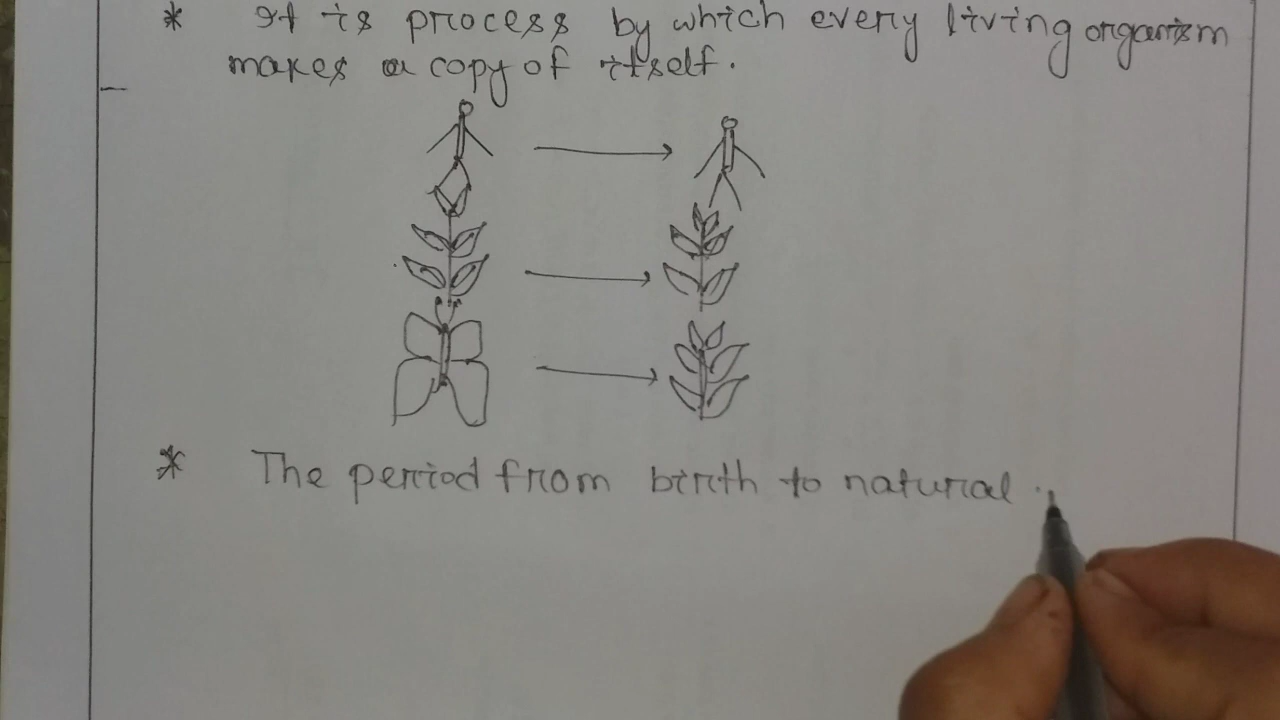 * It is process by which every living organism
makes a copy of itself.
* The period from birth to natural